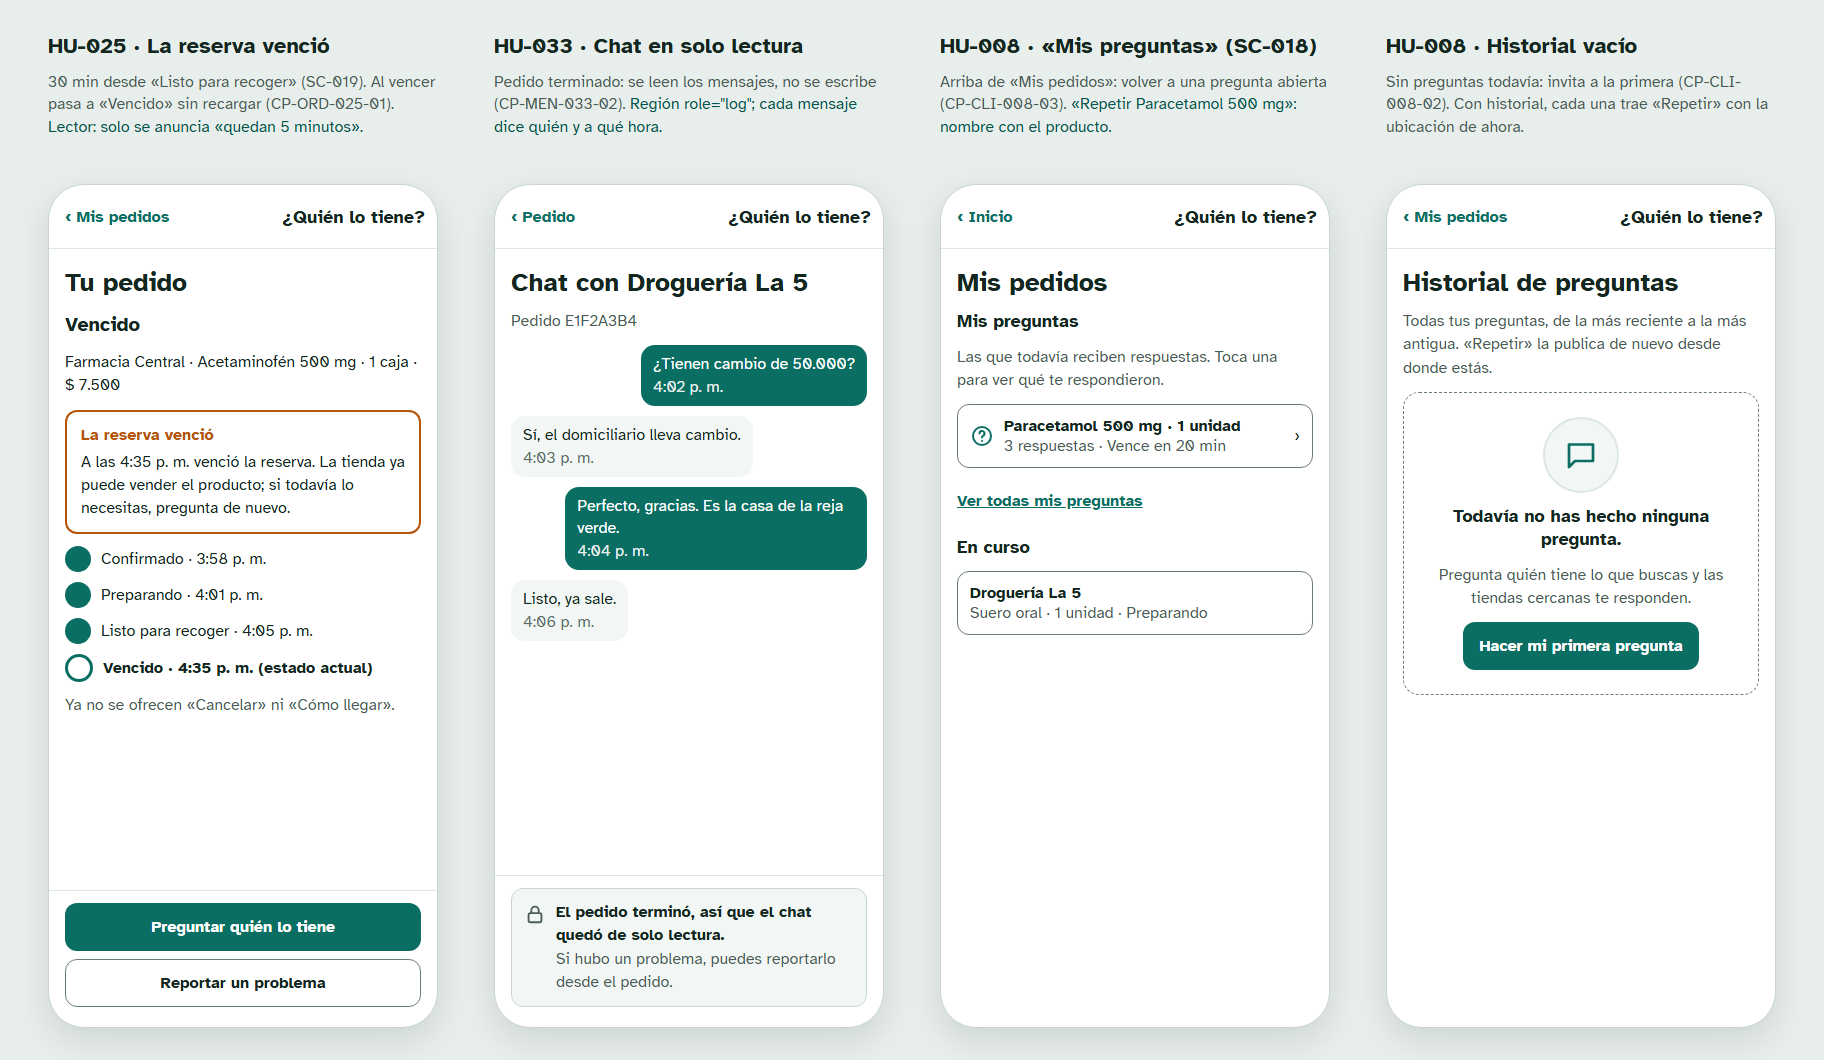 HU-025 · La reserva venció
30 min desde «Listo para recoger» (SC-019). Al vencer
pasa a «Vencido» sin recargar (CP-ORD-025-01).
Lector: solo se anuncia «quedan 5 minutos».
‹ Mis pedidos
¿Quién lo tiene?
Tu pedido
Vencido
Farmacia Central · Acetaminofén 500 mg · 1 caja ·
$ 7.500
La reserva venció
A las 4:35 p. m. venció la reserva. La tienda ya
puede vender el producto; si todavía lo
necesitas, pregunta de nuevo.
Confirmado · 3:58 p. m.
Preparando · 4:01 p. m.
Listo para recoger · 4:05 p. m.
Vencido · 4:35 p. m. (estado actual)
Ya no se ofrecen «Cancelar» ni «Cómo llegar».
Preguntar quién lo tiene
Reportar un problema
HU-033 · Chat en solo lectura
Pedido terminado: se leen los mensajes, no se escribe
(CP-MEN-033-02). Región role="log"; cada mensaje
dice quién y a qué hora.
‹ Pedido
¿Quién lo tiene?
Chat con Droguería La 5
Pedido E1F2A3B4
¿Tienen cambio de 50.000?
4:02 p. m.
Sí, el domiciliario lleva cambio.
4:03 p. m.
Perfecto, gracias. Es la casa de la reja
verde.
4:04 p. m.
Listo, ya sale.
4:06 p. m.
El pedido terminó, así que el chat
quedó de solo lectura.
Si hubo un problema, puedes reportarlo
desde el pedido.
HU-008 · «Mis preguntas» (SC-018)
Arriba de «Mis pedidos»: volver a una pregunta abierta
(CP-CLI-008-03). «Repetir Paracetamol 500 mg»:
nombre con el producto.
‹ Inicio
¿Quién lo tiene?
Mis pedidos
Mis preguntas
Las que todavía reciben respuestas. Toca una
para ver qué te respondieron.
Paracetamol 500 mg · 1 unidad
3 respuestas · Vence en 20 min
›
Ver todas mis preguntas
En curso
Droguería La 5
Suero oral · 1 unidad · Preparando
HU-008 · Historial vacío
Sin preguntas todavía: invita a la primera (CP-CLI-
008-02). Con historial, cada una trae «Repetir» con la
ubicación de ahora.
‹ Mis pedidos
¿Quién lo tiene?
Historial de preguntas
Todas tus preguntas, de la más reciente a la más
antigua. «Repetir» la publica de nuevo desde
donde estás.
Todavía no has hecho ninguna
pregunta.
Pregunta quién tiene lo que buscas y las
tiendas cercanas te responden.
Hacer mi primera pregunta